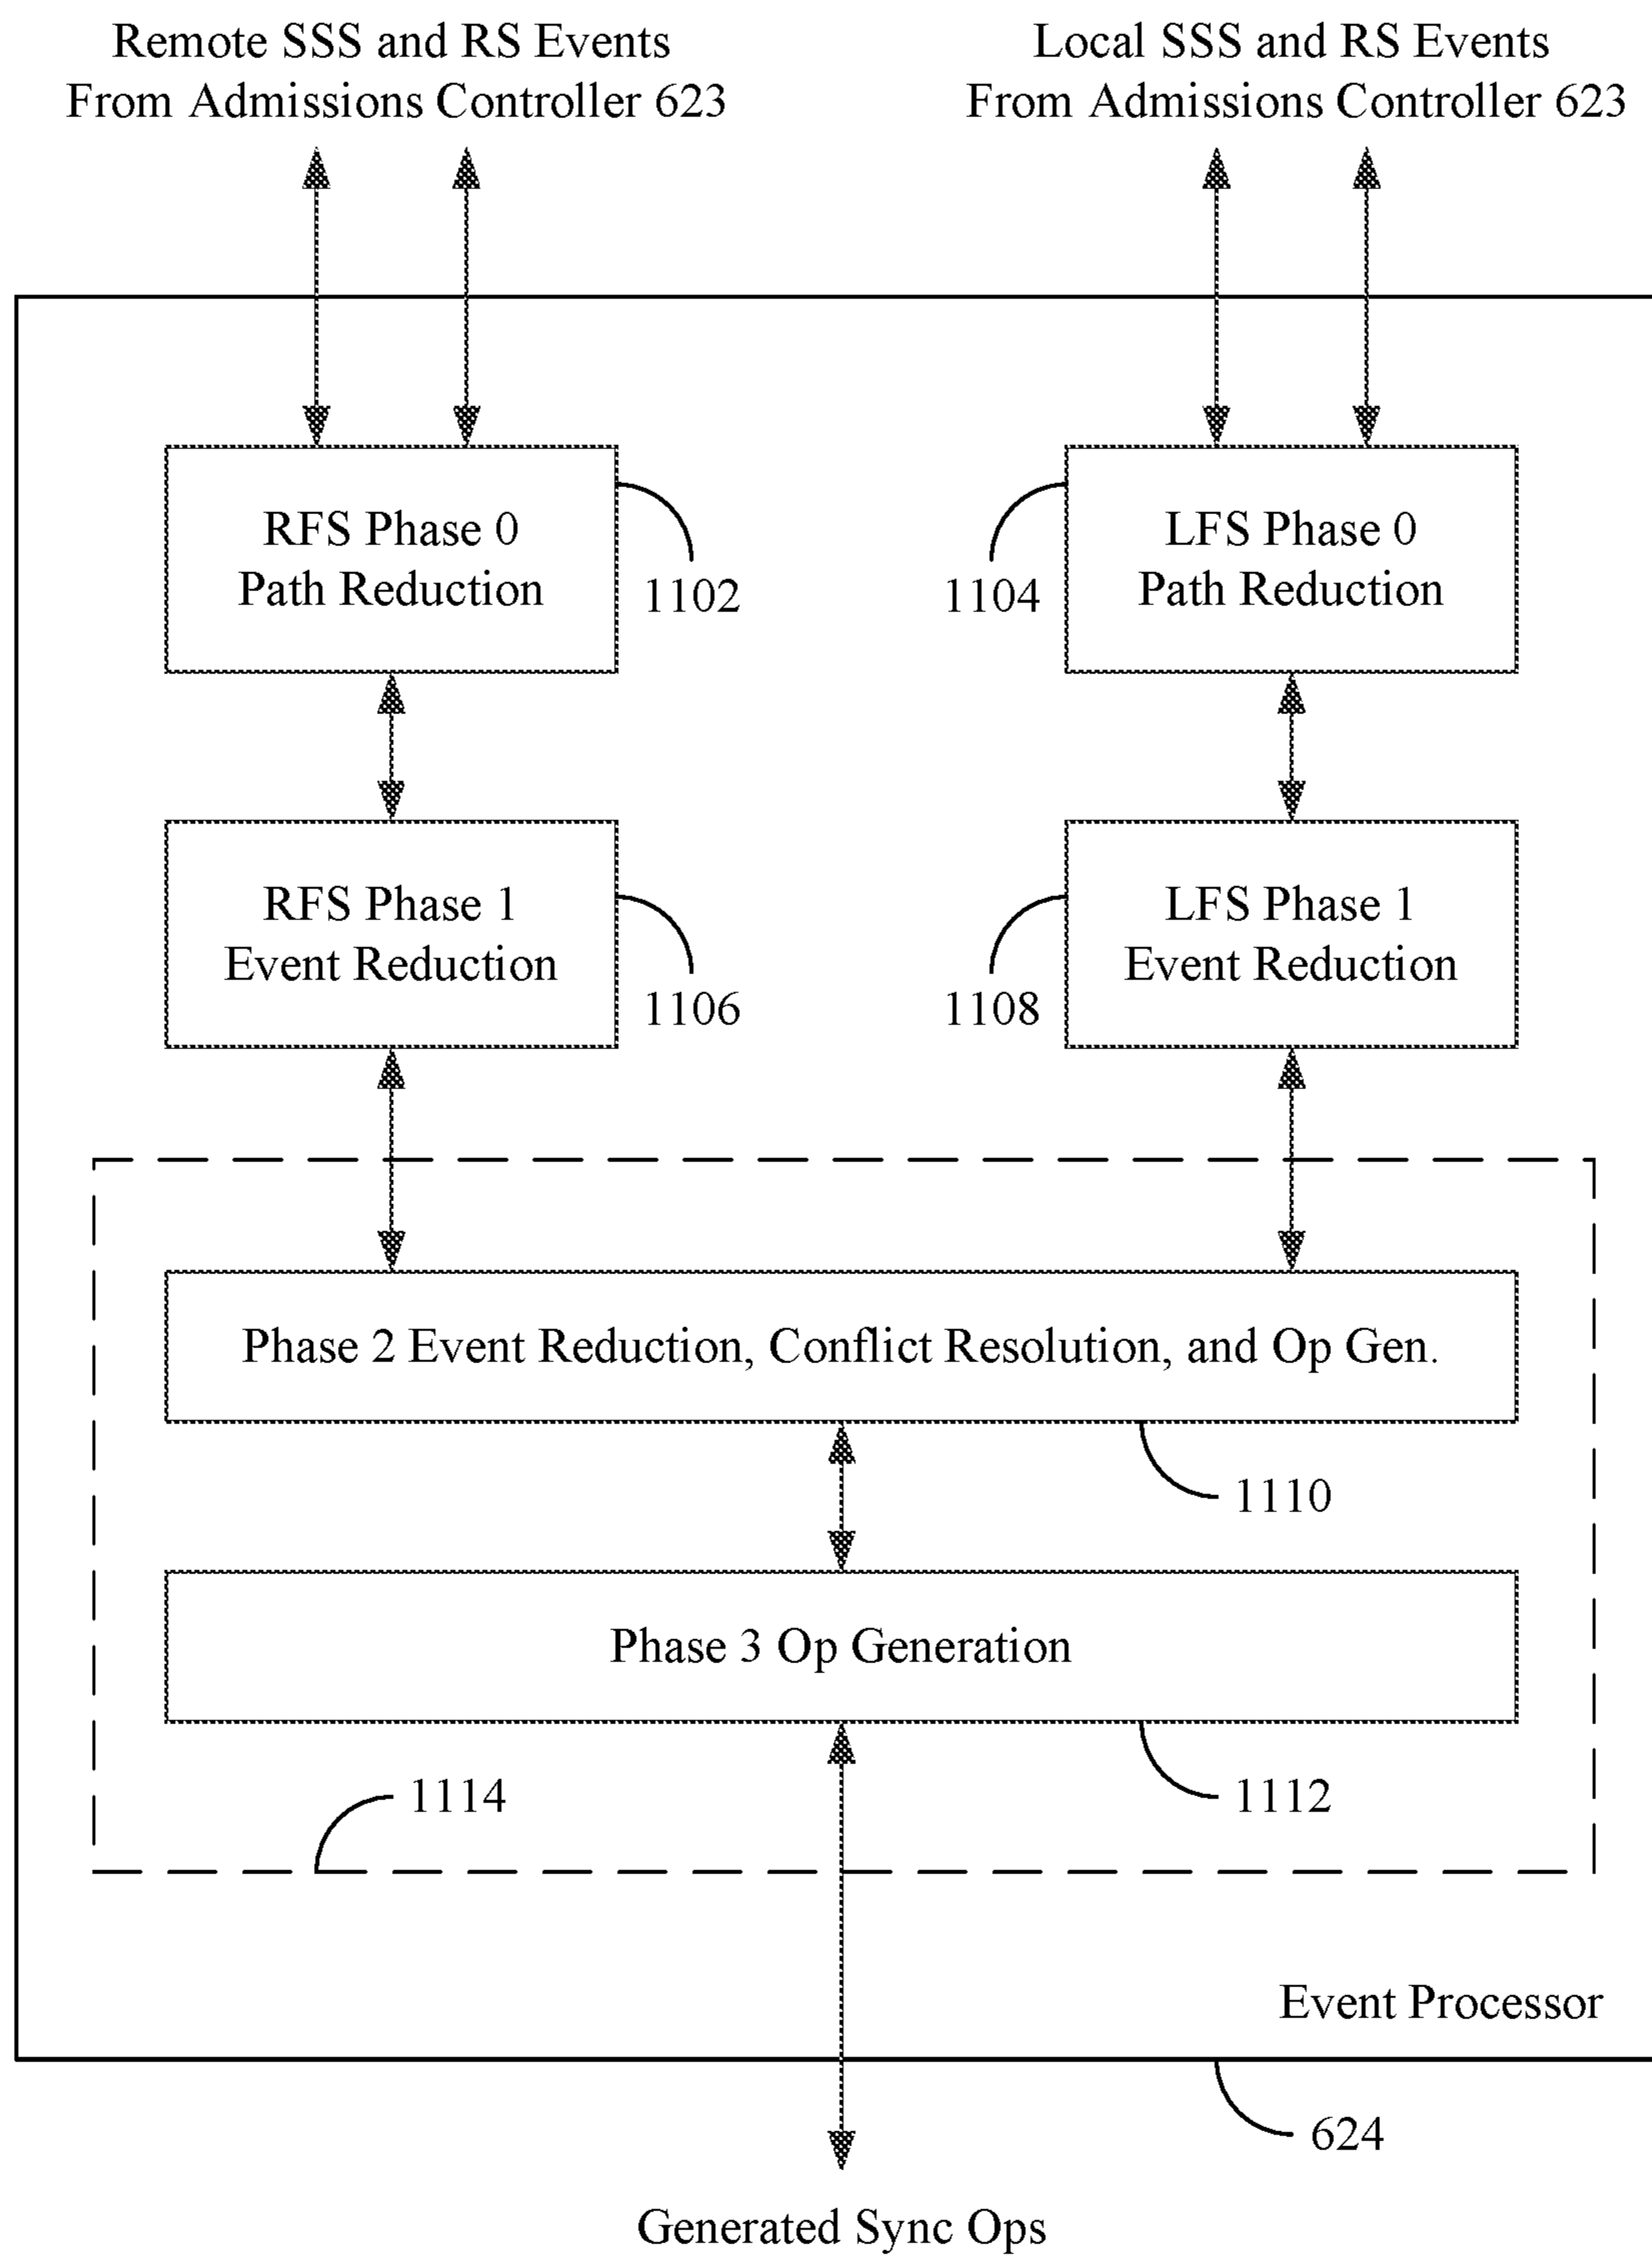 Remote SSS and RS Events
From Admissions Controller 623
Local SSS and RS Events
From Admissions Controller 623
RFS Phase 0
Path Reduction
1102
LFS Phase 0
Path Reduction
1104
RFS Phase 1
Event Reduction
1106
LFS Phase 1
Event Reduction
1108
Phase 2 Event Reduction, Conflict Resolution, and Op Gen.
1110
Phase 3 Op Generation
1114
1112
Event Processor
624
Generated Sync Ops